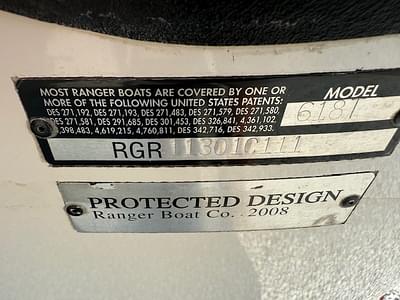 MOST RANGER BOATS ARE COVERED BY ONE OR
MORE OF THE FOLLOWING UNITED STATES PATENTS:
MODEL
DES 271,192, DES 271,193, DES 271,483, DES 271,579, DES 271,580,
DES 271,581, DES 291,685, DES 301,453, DES 326,841, 4,361,102,
4,398,483, 4,619,215, 4,760,811, DES 342,716, DES 342,933.
6181
RGR
PROTECTED DESIGN
Ranger Boat Co. .2008